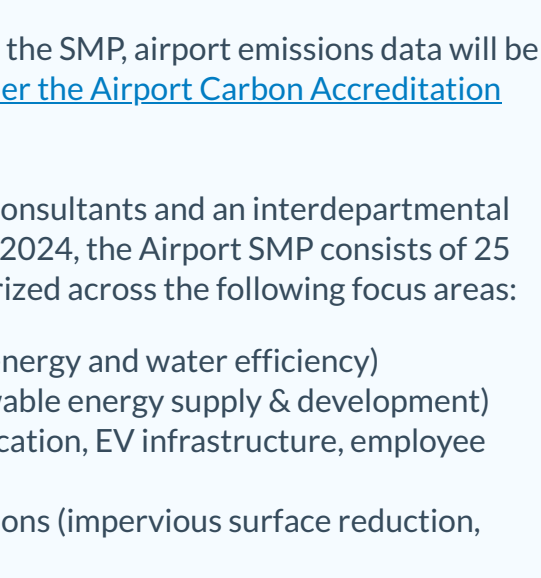 the SMP, airport emissions data will be
er the Airport Carbon Accreditation
onsultants and an interdepartmental
2024, the Airport SMP consists of 25
rized across the following focus areas:
nergy and water efficiency)
able energy supply & development)
cation, EV infrastructure, employee
ons (impervious surface reduction,